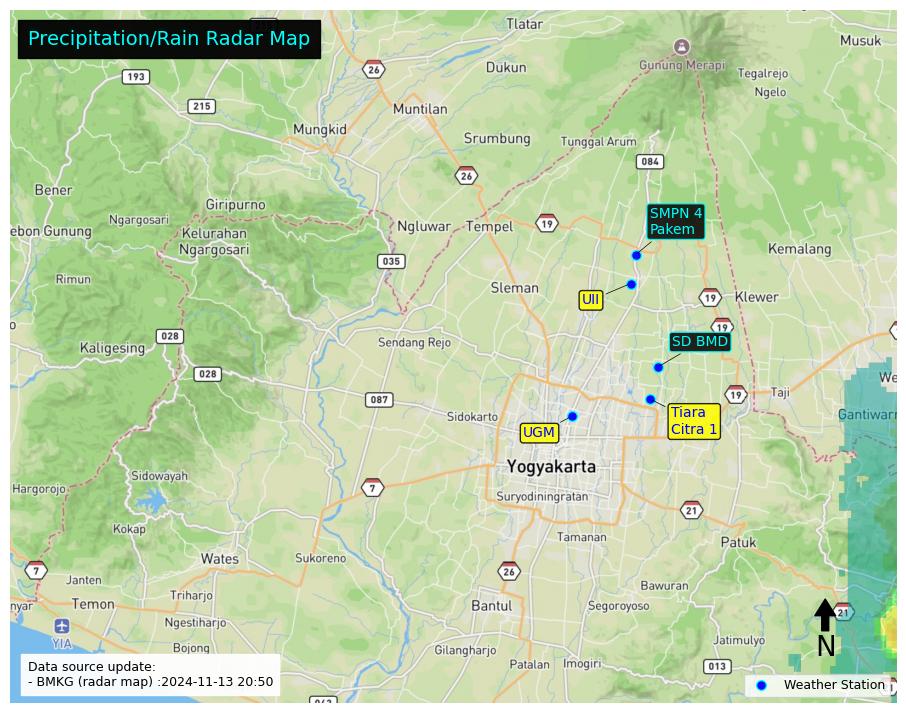 Precipitation/Rain Radar Map
Tlatar
Musuk
26
Gunung Merapi
193
Dukun
Tegalrejo
Ngelo
215
Muntilan
Mungkid
Srumbung
Tunggal Arum
084
26
Bener
Giripurno
SMPN 4
Pakem
Ngargosari
ebon Gunung
Kelurahan
Ngargosari
Ngluwar
Tempel
19
Kemalang
035
Rimun
Sleman
UII
19
Klewer
19
028
Kaligesing
Sendang Rejo
SD BMD
028
We
087
19
Taji
Sidokarto
Tiara
Citra 1
Gantiwarn
UGM
Yogyakarta
Sidowayah
Hargorojo
7
Suryodiningratan
21
Kokap
Tamanan
Patuk
Wates
Sukoreno
7
26
Janten
Bawuran
nyar
Temon
Triharjo
Bantul
Segoroyoso
21
Ngestiharjo
YIA
Jatimulyo
N
Bojong
Gilangharjo
Patalan
Imogiri
013
Data source update:
- BMKG (radar map) :2024-11-13 20:50
Weather Station